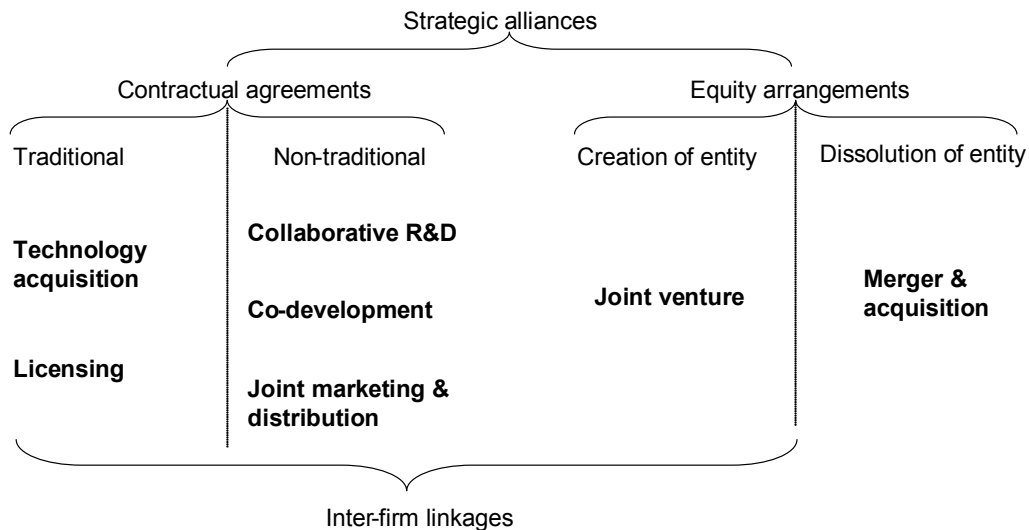 Strategic alliances
Contractual agreements
Equity arrangements
Traditional
Non-traditional
Creation of entity
Dissolution of entity
Technology
acquisition
Licensing
Collaborative R&D
Co-development
Joint marketing &
distribution
Joint venture
Merger &
acquisition
Inter-firm linkages